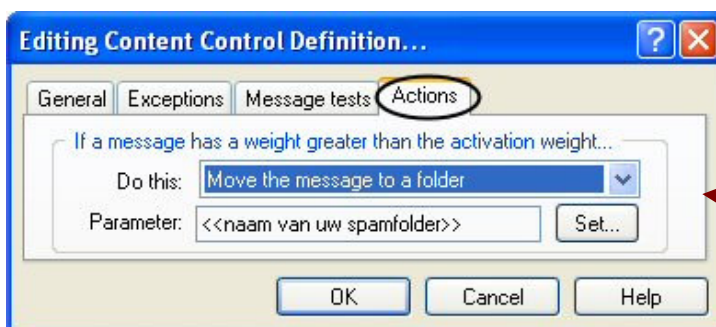 Editing Content Control Definition...
General Exceptions Message tests Actions
If a message has a weight greater than the activation weight...
Do this: Move the message to a folder
Parameter: <<naam van uw spamfolder>> Set...
OK Cancel Help